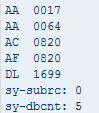 AA  0017
AA  0064
AC  0820
AF  0820
DL  1699
sy-subrc: 0
sy-dbcnt: 5